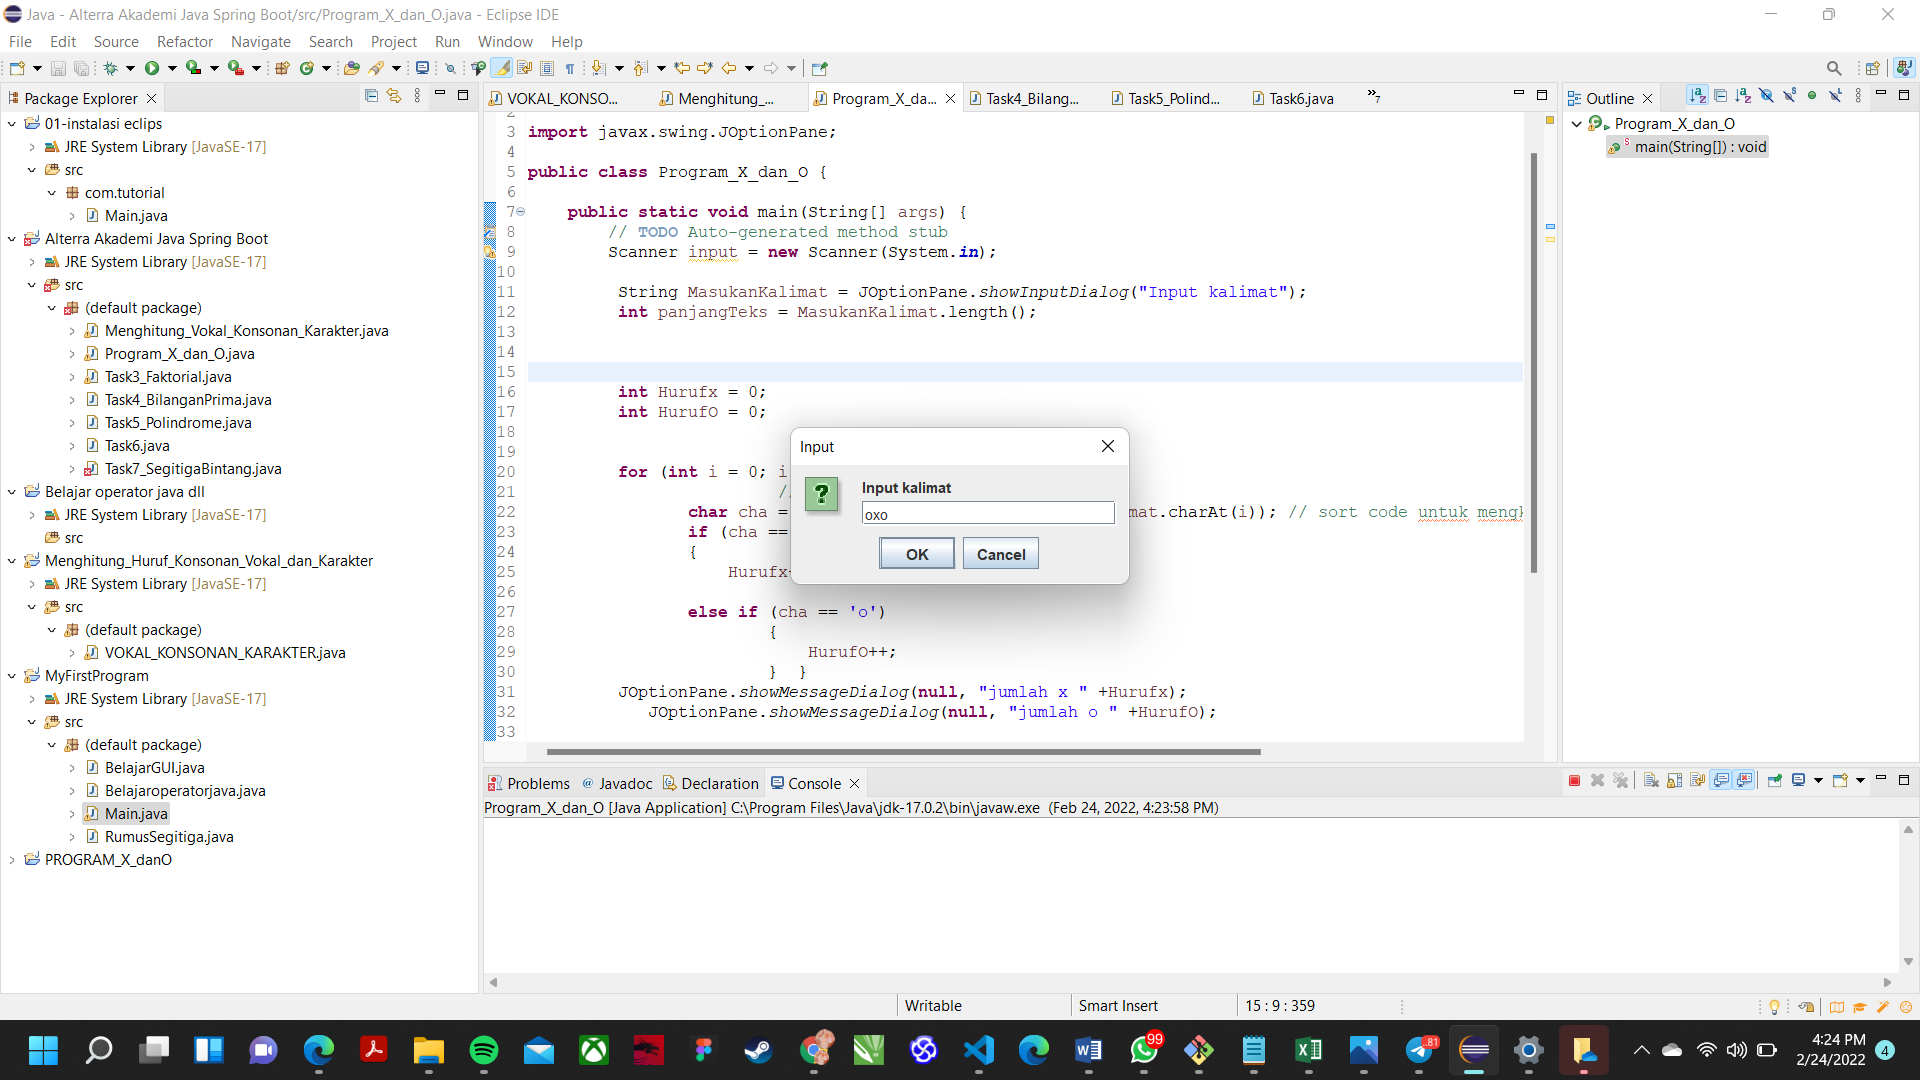 Java - Alterra Akademi Java Spring Boot/src/Program_X_dan_O.java - Eclipse IDE
File Edit Source Refactor Navigate Search Project Run Window Help
Package Explorer
01-instalasi eclips
JRE System Library [JavaSE-17]
src
com.tutorial
Main.java
Alterra Akademi Java Spring Boot
JRE System Library [JavaSE-17]
src
(default package)
Menghitung_Vokal_Konsonan_Karakter.java
Program_X_dan_O.java
Task3_Faktorial.java
Task4_BilanganPrima.java
Task5_Polindrome.java
Task6.java
Task7_SegitigaBintang.java
Belajar operator java dll
JRE System Library [JavaSE-17]
src
Menghitung_Huruf_Konsonan_Vokal_dan_Karakter
JRE System Library [JavaSE-17]
src
(default package)
VOKAL_KONSONAN_KARAKTER.java
MyFirstProgram
JRE System Library [JavaSE-17]
src
(default package)
BelajarGUI.java
Belajaroperatorjava.java
Main.java
RumusSegitiga.java
PROGRAM_X_danO
VOKAL_KONSO... Menghitung_... Program_X_da... Task4_Bilang... Task5_Polind... Task6.java »7
2
3 import javax.swing.JOptionPane;
4
5 public class Program_X_dan_O {
6
7 public static void main(String[] args) {
8 // TODO Auto-generated method stub
9 Scanner input = new Scanner(System.in);
10
11 String MasukanKalimat = JOptionPane.showInputDialog("Input kalimat");
12 int panjangTeks = MasukanKalimat.length();
13
14
15
16 int Hurufx = 0;
17 int HurufO = 0;
18
19
20 for (int i = 0; i
21 //
22 char cha = mat.charAt(i)); // sort code untuk mengk
23 if (cha ==
24 {
25 Hurufx+
26
27 else if (cha == 'o')
28 {
29 HurufO++;
30 } }
31 JOptionPane.showMessageDialog(null, "jumlah x " +Hurufx);
32 JOptionPane.showMessageDialog(null, "jumlah o " +HurufO);
33
Input
Input kalimat
oxo
OK Cancel
Outline
Program_X_dan_O
main(String[]) : void
Problems Javadoc Declaration Console
Program_X_dan_O [Java Application] C:\Program Files\Java\jdk-17.0.2\bin\javaw.exe (Feb 24, 2022, 4:23:58 PM)
Writable Smart Insert 15 : 9 : 359
99
81
4:24 PM
2/24/2022
4